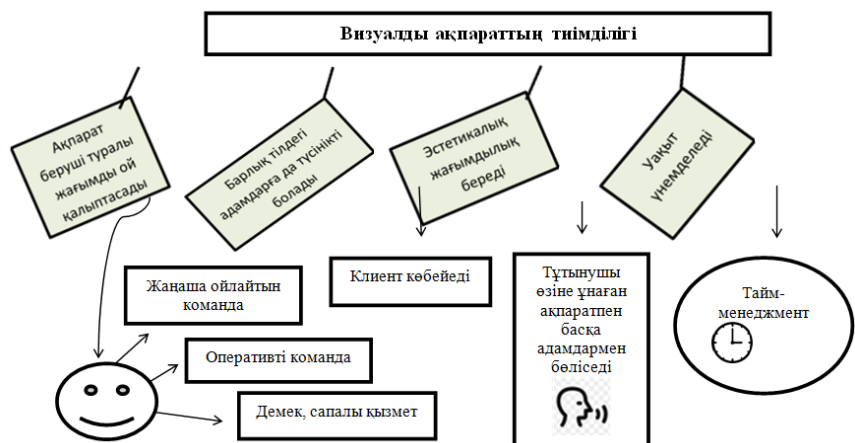 Визуалды ақпараттың тиімділігі
Ақпарат
беруші туралы
жағымды ой
қалыптасады
Барлық тілдегі
адамдарға да түсінікті
болады
Эстетикалық
жағымдылық
береді
Уақыт
үнемделеді
Жаңаша ойлайтын
команда
Оперативті команда
Демек, сапалы қызмет
Клиент көбейеді
Тұтынушы
өзіне ұнаған
ақпаратпен
басқа
адамдармен
бөліседі
Тайм-
менеджмент